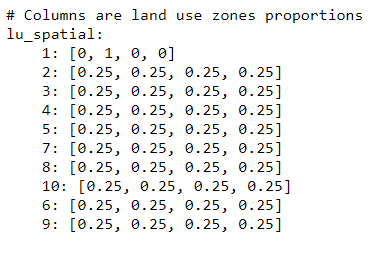 # Columns are land use zones proportions
lu_spatial:
    1: [0, 1, 0, 0]
    2: [0.25, 0.25, 0.25, 0.25]
    3: [0.25, 0.25, 0.25, 0.25]
    4: [0.25, 0.25, 0.25, 0.25]
    5: [0.25, 0.25, 0.25, 0.25]
    7: [0.25, 0.25, 0.25, 0.25]
    8: [0.25, 0.25, 0.25, 0.25]
    10: [0.25, 0.25, 0.25, 0.25]
    6: [0.25, 0.25, 0.25, 0.25]
    9: [0.25, 0.25, 0.25, 0.25]